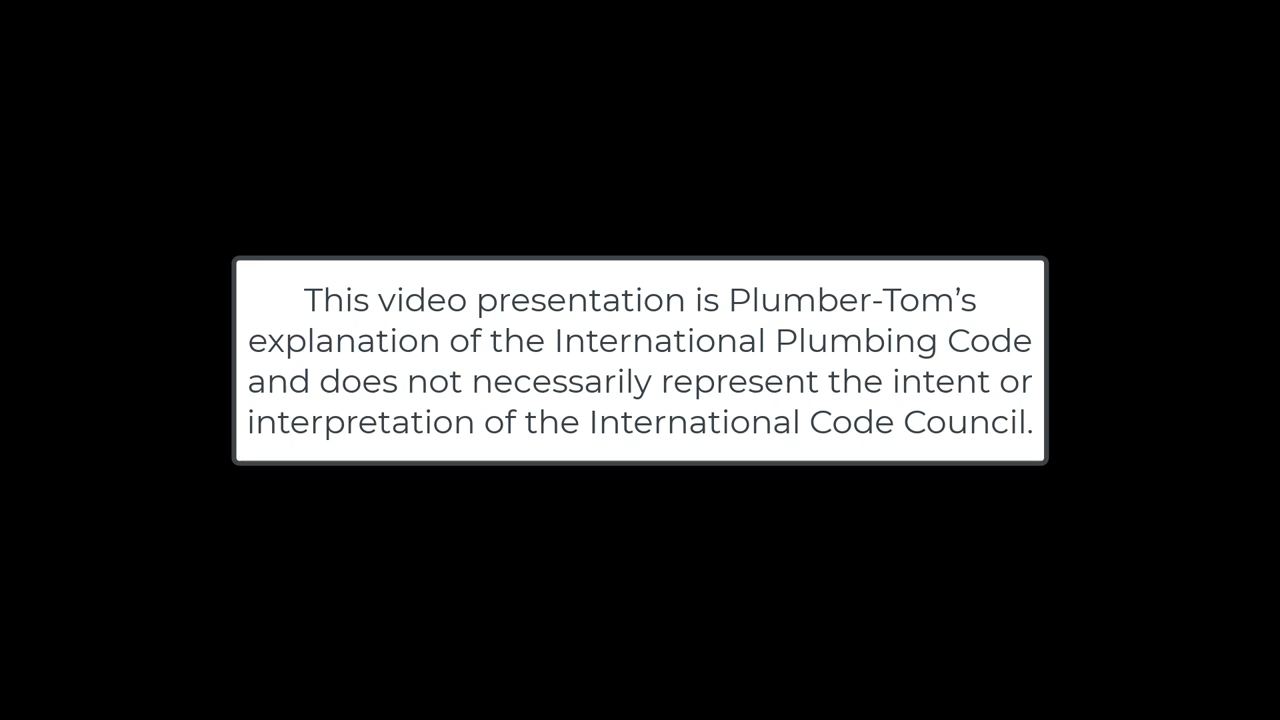 This video presentation is Plumber-Tom’s
explanation of the International Plumbing Code
and does not necessarily represent the intent or
interpretation of the International Code Council.